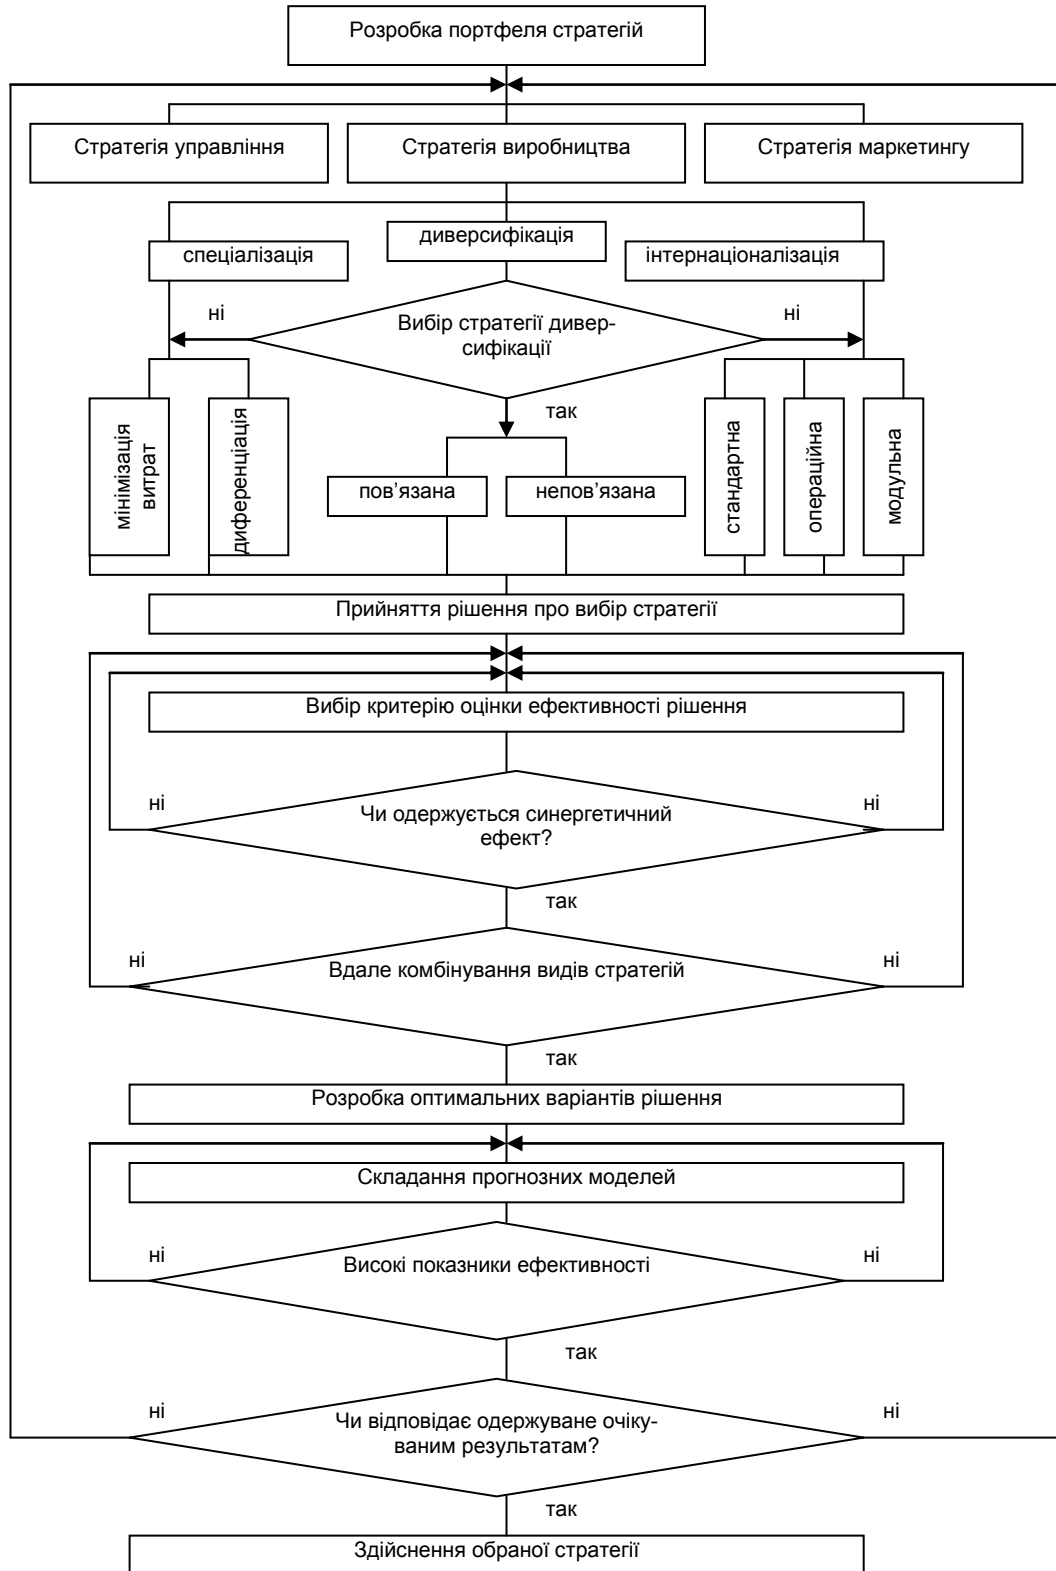 Розробка портфеля стратегій
Стратегія управління
Стратегія виробництва
Стратегія маркетингу
спеціалізація
диверсифікація
інтернаціоналізація
ні
Вибір стратегії дивер-
сифікації
ні
так
мінімізація
витрат
диференціація
пов’язана
непов’язана
стандартна
операційна
модульна
Прийняття рішення про вибір стратегії
Вибір критерію оцінки ефективності рішення
ні
Чи одержується синергетичний
ефект?
ні
так
ні
Вдале комбінування видів стратегій
ні
так
Розробка оптимальних варіантів рішення
Складання прогнозних моделей
ні
Високі показники ефективності
ні
так
ні
Чи відповідає одержуване очіку-
ваним результатам?
ні
так
Здійснення обраної стратегії